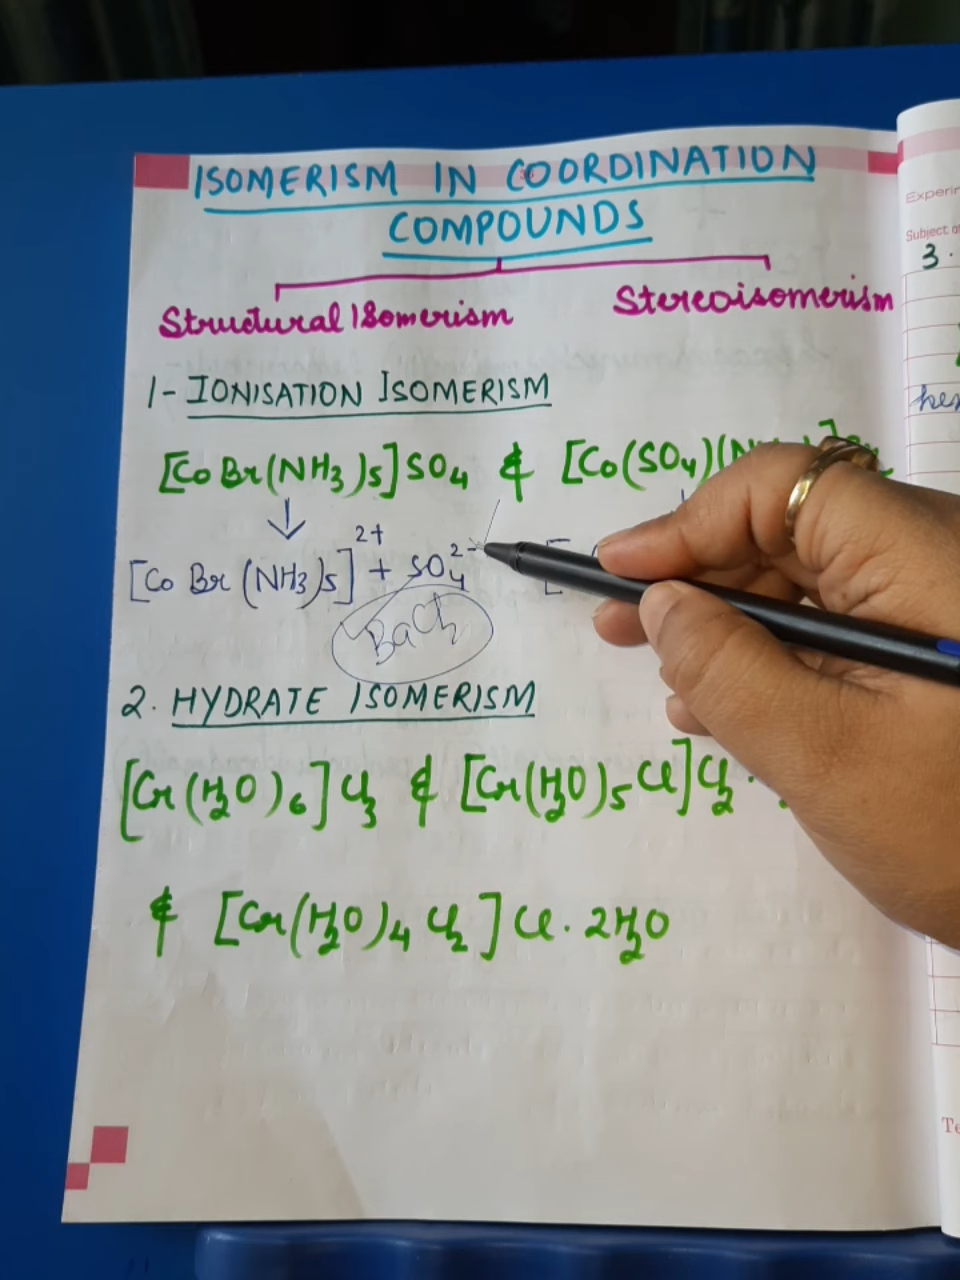 ISOMERISM IN COORDINATION
COMPOUNDS
Structural Isomerism Stereoisomerism
1- IONISATION ISOMERISM
[CoBr(NH3)5]SO4 & [Co(SO4)(
[Co Br (NH3)5]2+ + SO4 2-
BaCl2
2. HYDRATE ISOMERISM
[Cr(H2O)6]Cl3 & [Cr(H2O)5Cl]Cl2.
& [Cr(H2O)4Cl2]Cl.2H2O
Subject
3.